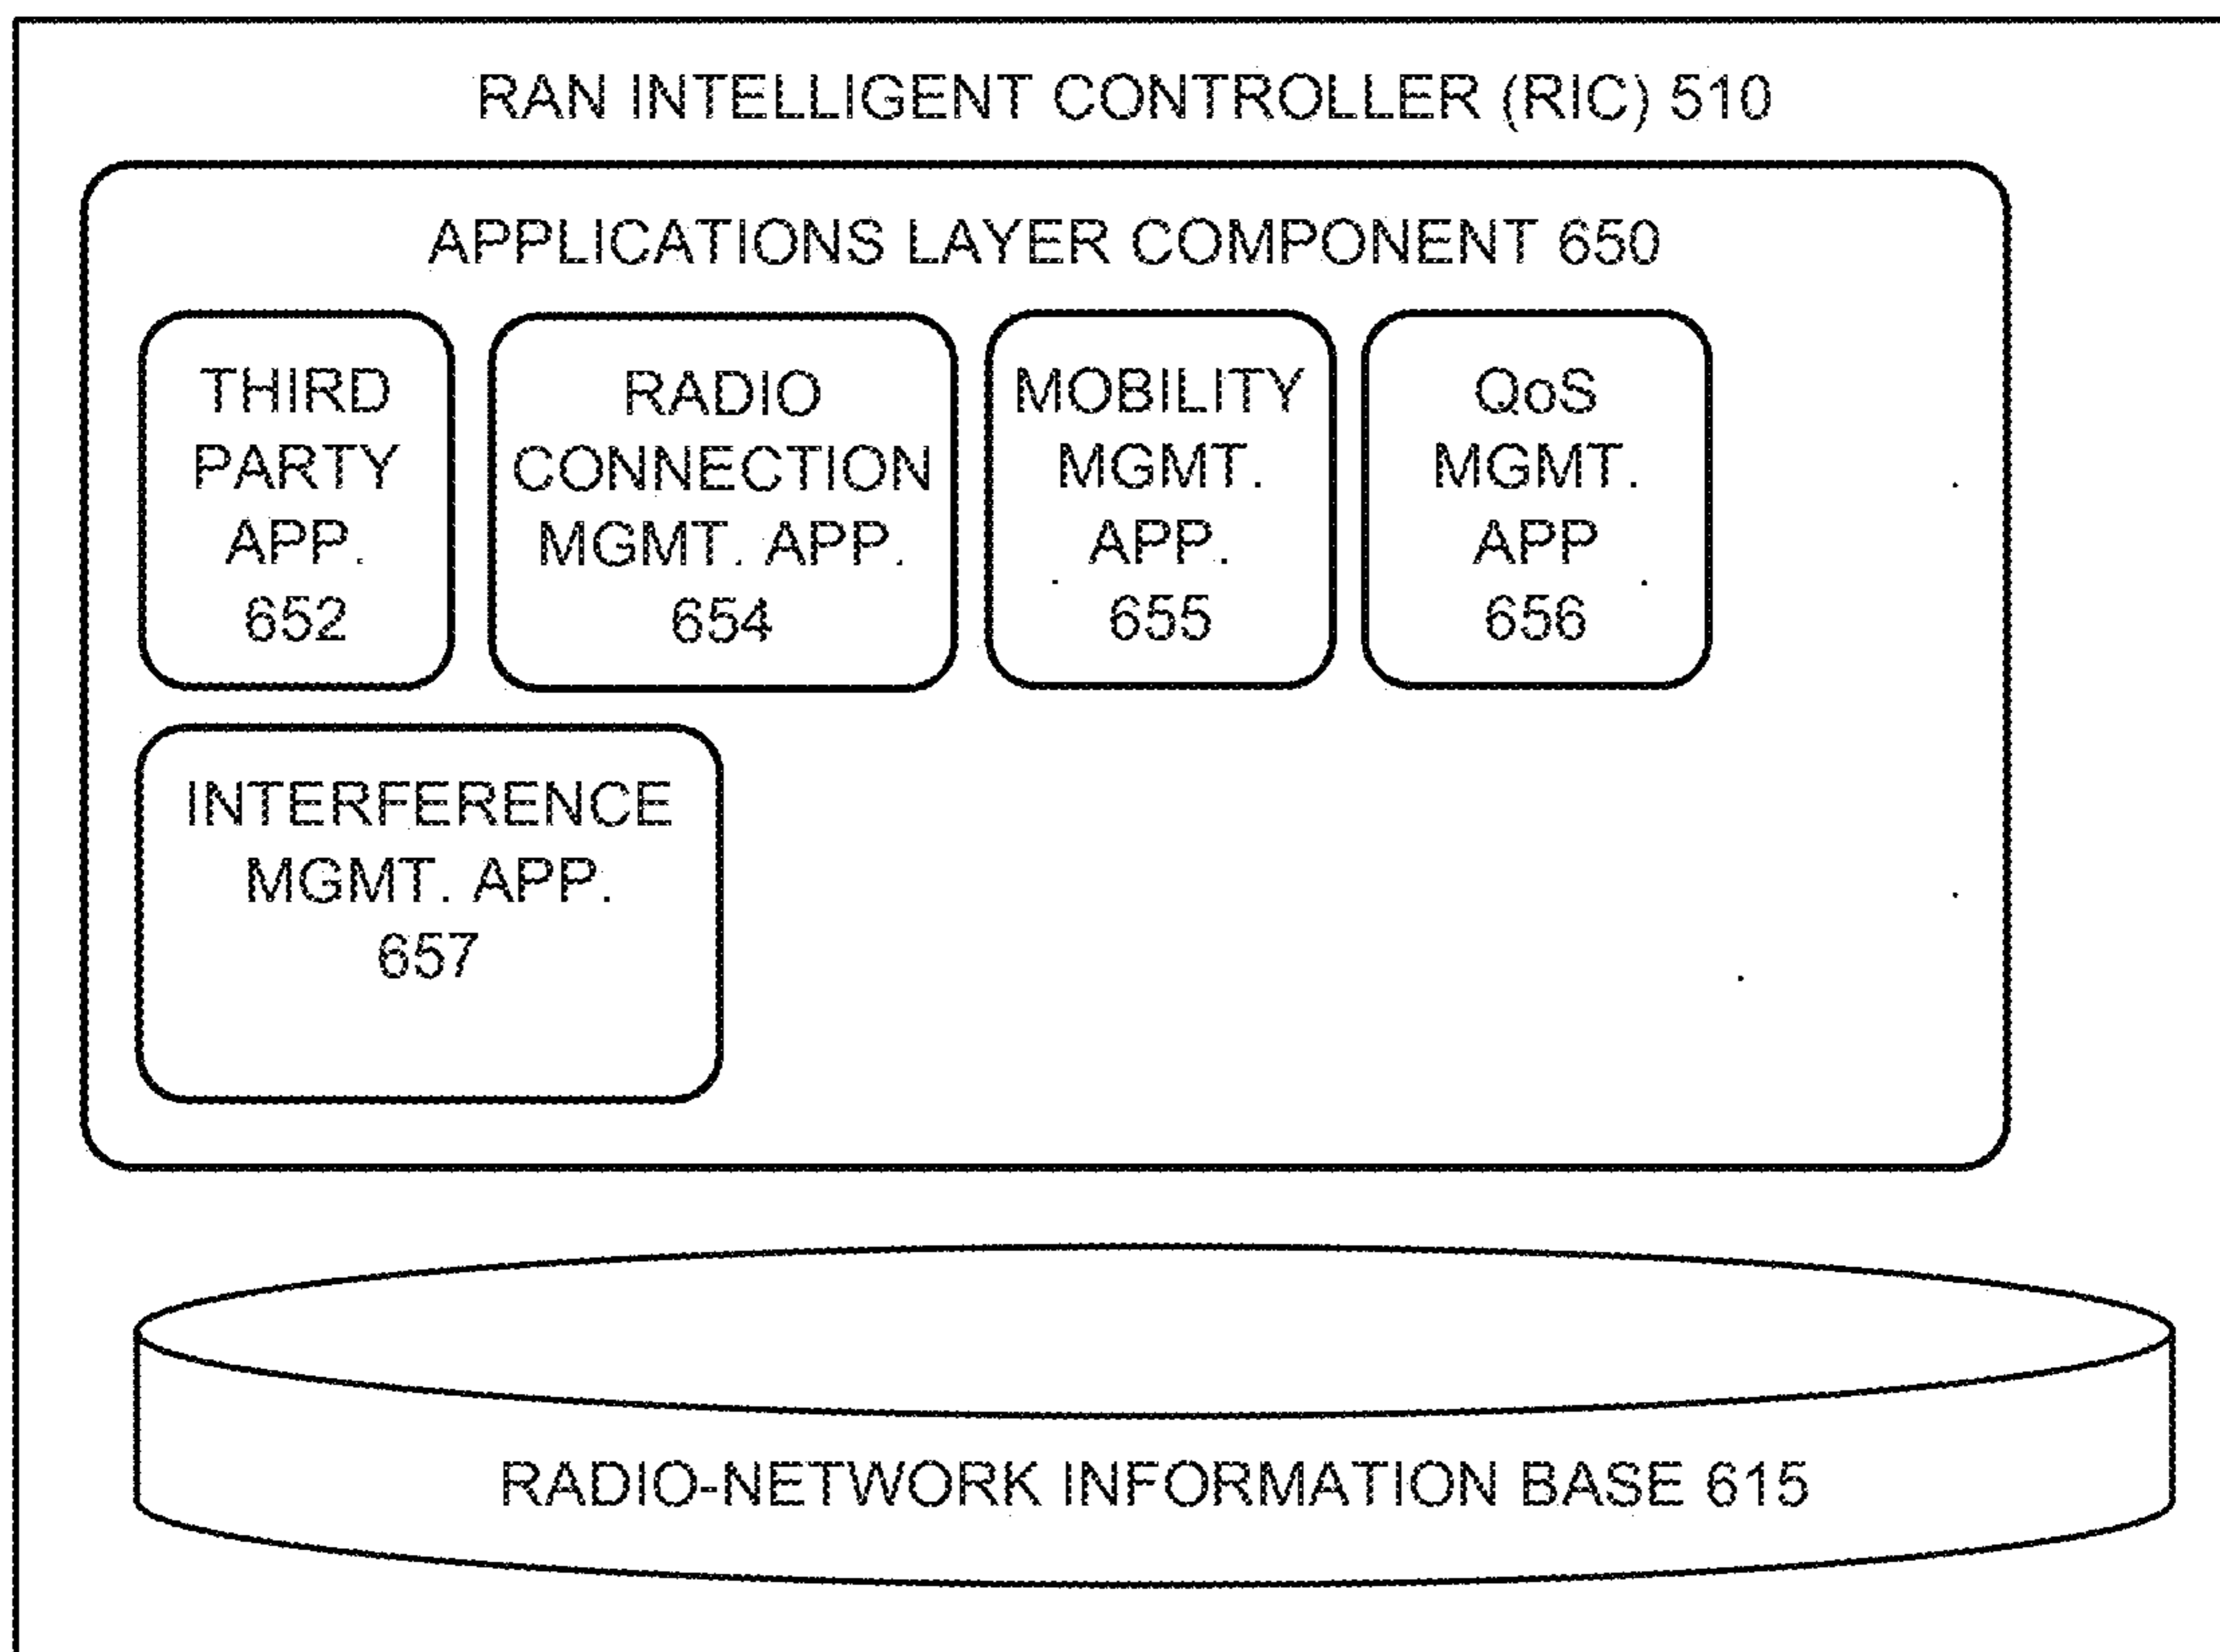 RAN INTELLIGENT CONTROLLER (RIC) 510
APPLICATIONS LAYER COMPONENT 650
THIRD
PARTY
APP.
652
RADIO
CONNECTION
MGMT. APP.
654
MOBILITY
MGMT.
APP.
655
QoS
MGMT.
APP
656
INTERFERENCE
MGMT. APP.
657
RADIO-NETWORK INFORMATION BASE 615